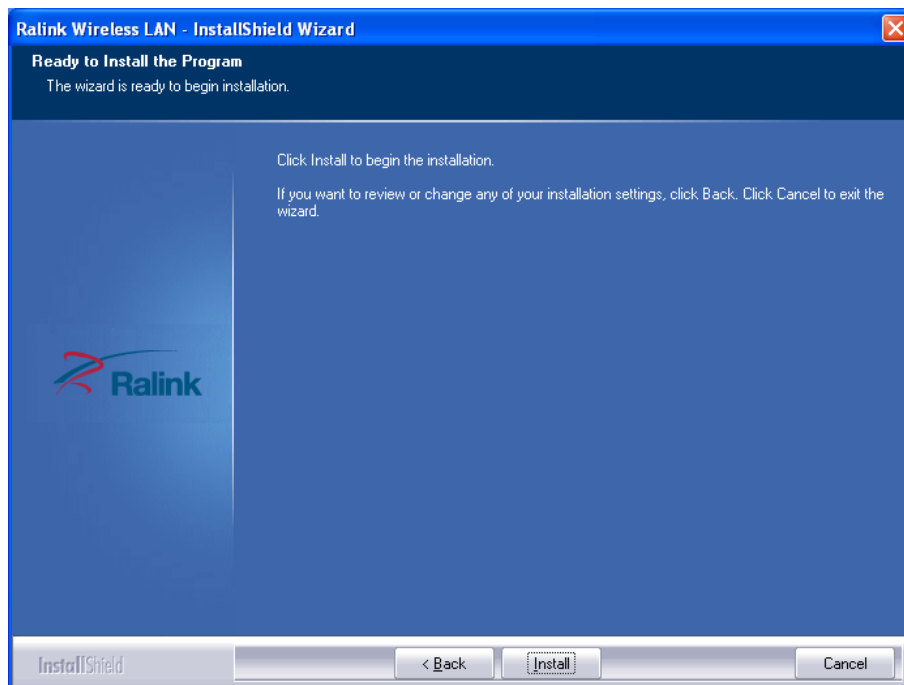 Ralink Wireless LAN - InstallShield Wizard
Ready to Install the Program
The wizard is ready to begin installation.
Click Install to begin the installation.
If you want to review or change any of your installation settings, click Back. Click Cancel to exit the
wizard.
Ralink
InstallShield
< Back
Install
Cancel